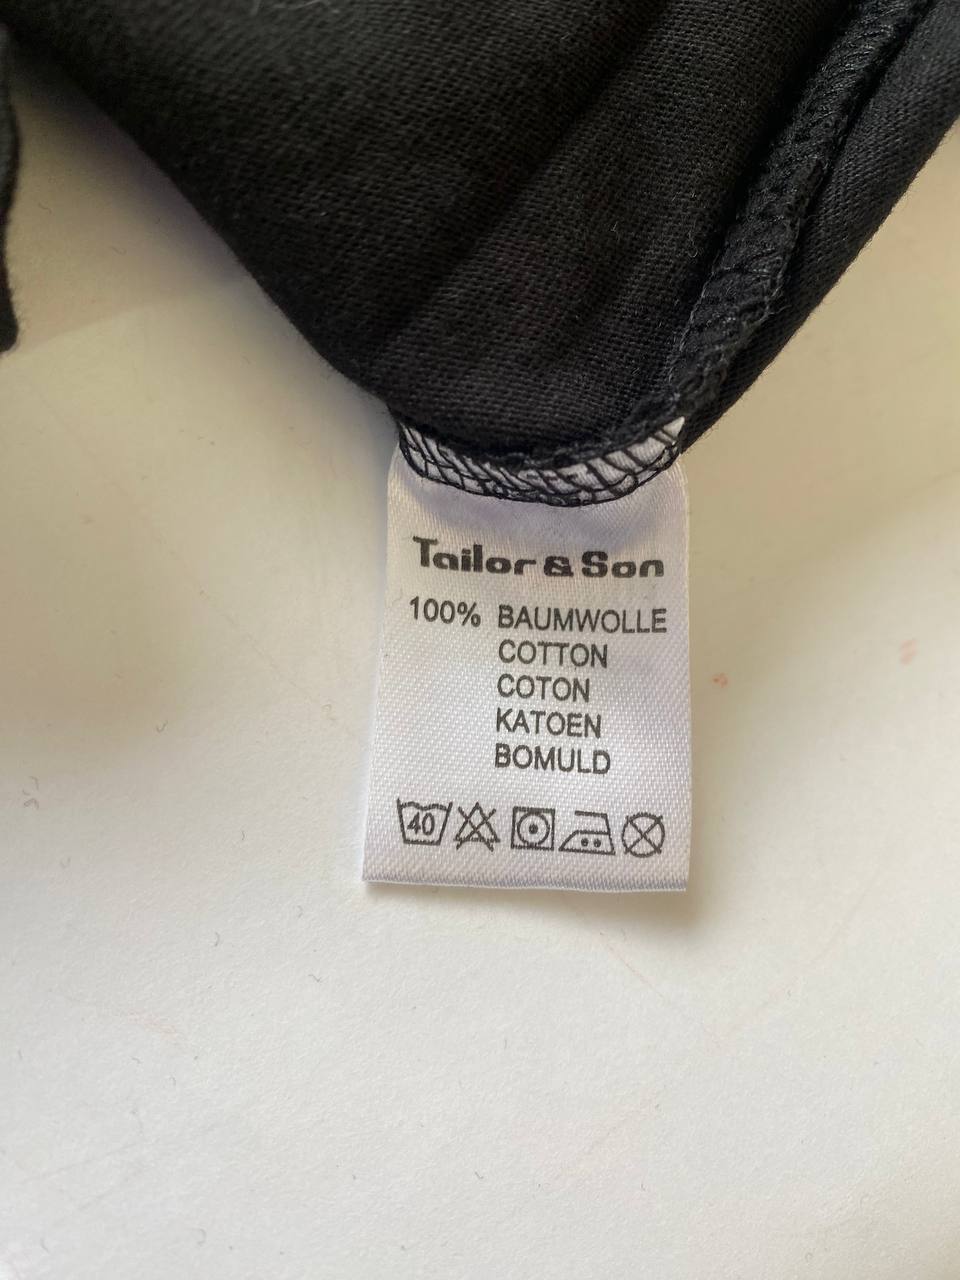 Tailor & Son
100% BAUMWOLLE
COTTON
COTON
KATOEN
BOMULD
40